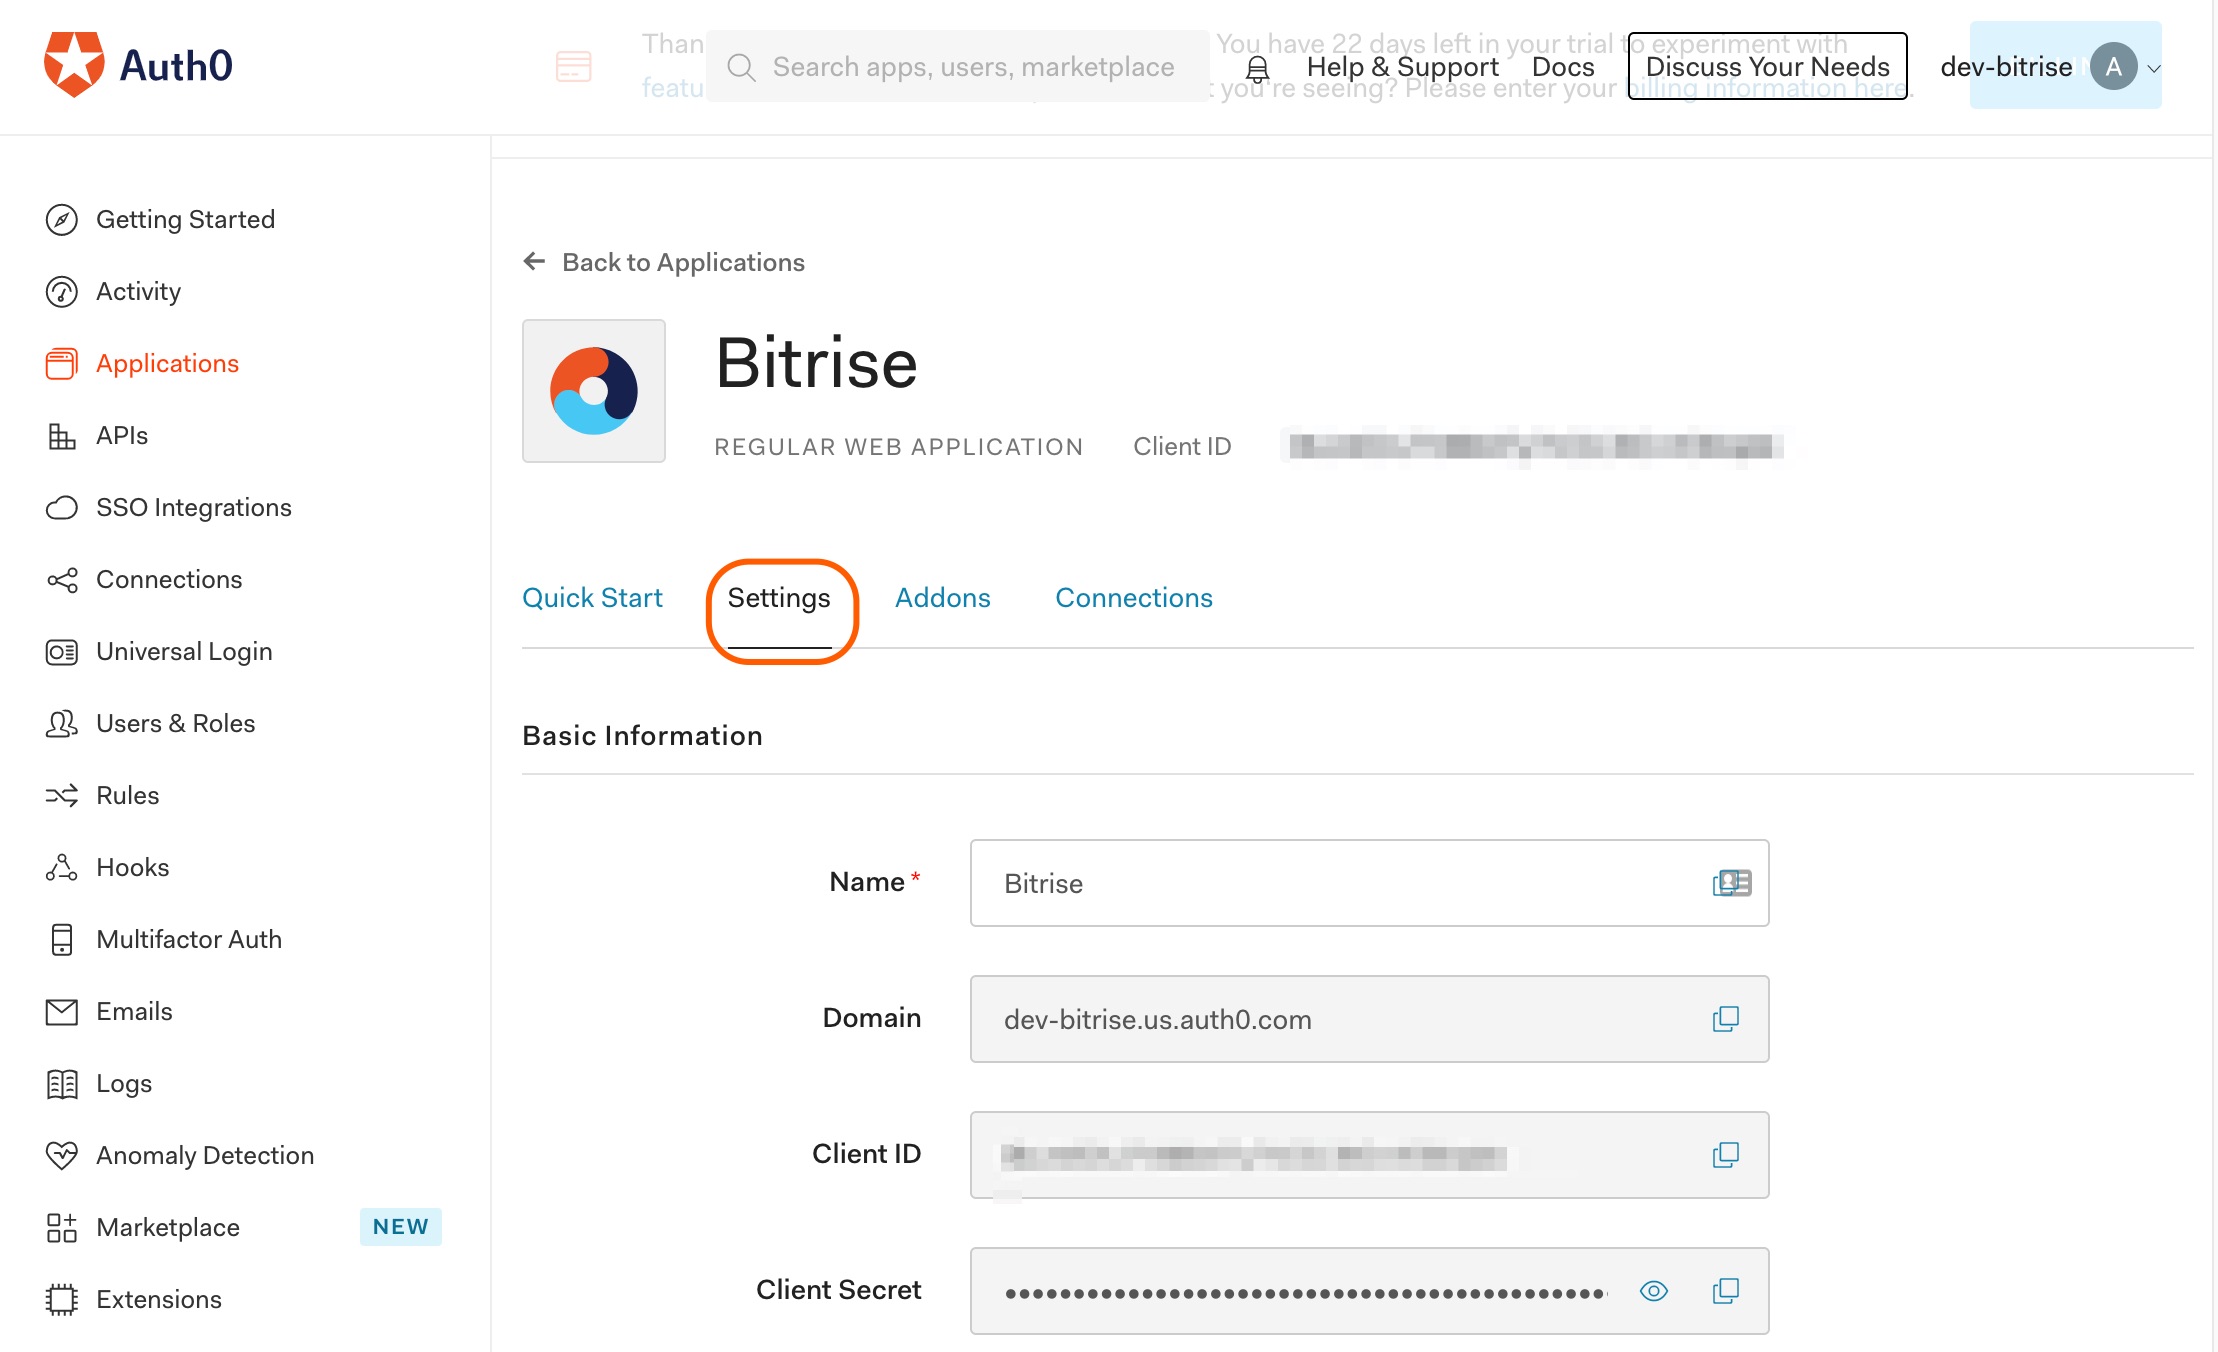 Auth0
Than
You have 22 days left in your trial to experiment with
Search apps, users, marketplace
Help & Support
Docs
Discuss Your Needs
dev-bitrise
A
featu
you're seeing? Please enter your billing information here.
Getting Started
Activity
Applications
APIs
SSO Integrations
Connections
Universal Login
Users & Roles
Rules
Hooks
Multifactor Auth
Emails
Logs
Anomaly Detection
Marketplace
NEW
Extensions
Back to Applications
Bitrise
REGULAR WEB APPLICATION
Client ID
Quick Start
Settings
Addons
Connections
Basic Information
Name *
Bitrise
Domain
dev-bitrise.us.auth0.com
Client ID
Client Secret